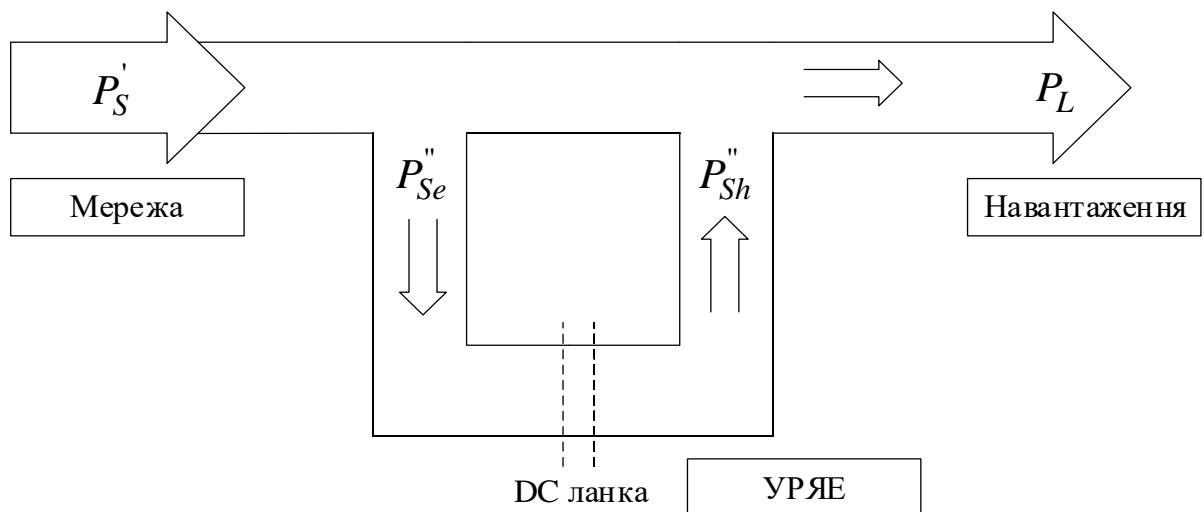 P'_S
P_L
P''_Se
P''_Sh
Мережа
Навантаження
DC ланка
УРЯЕ